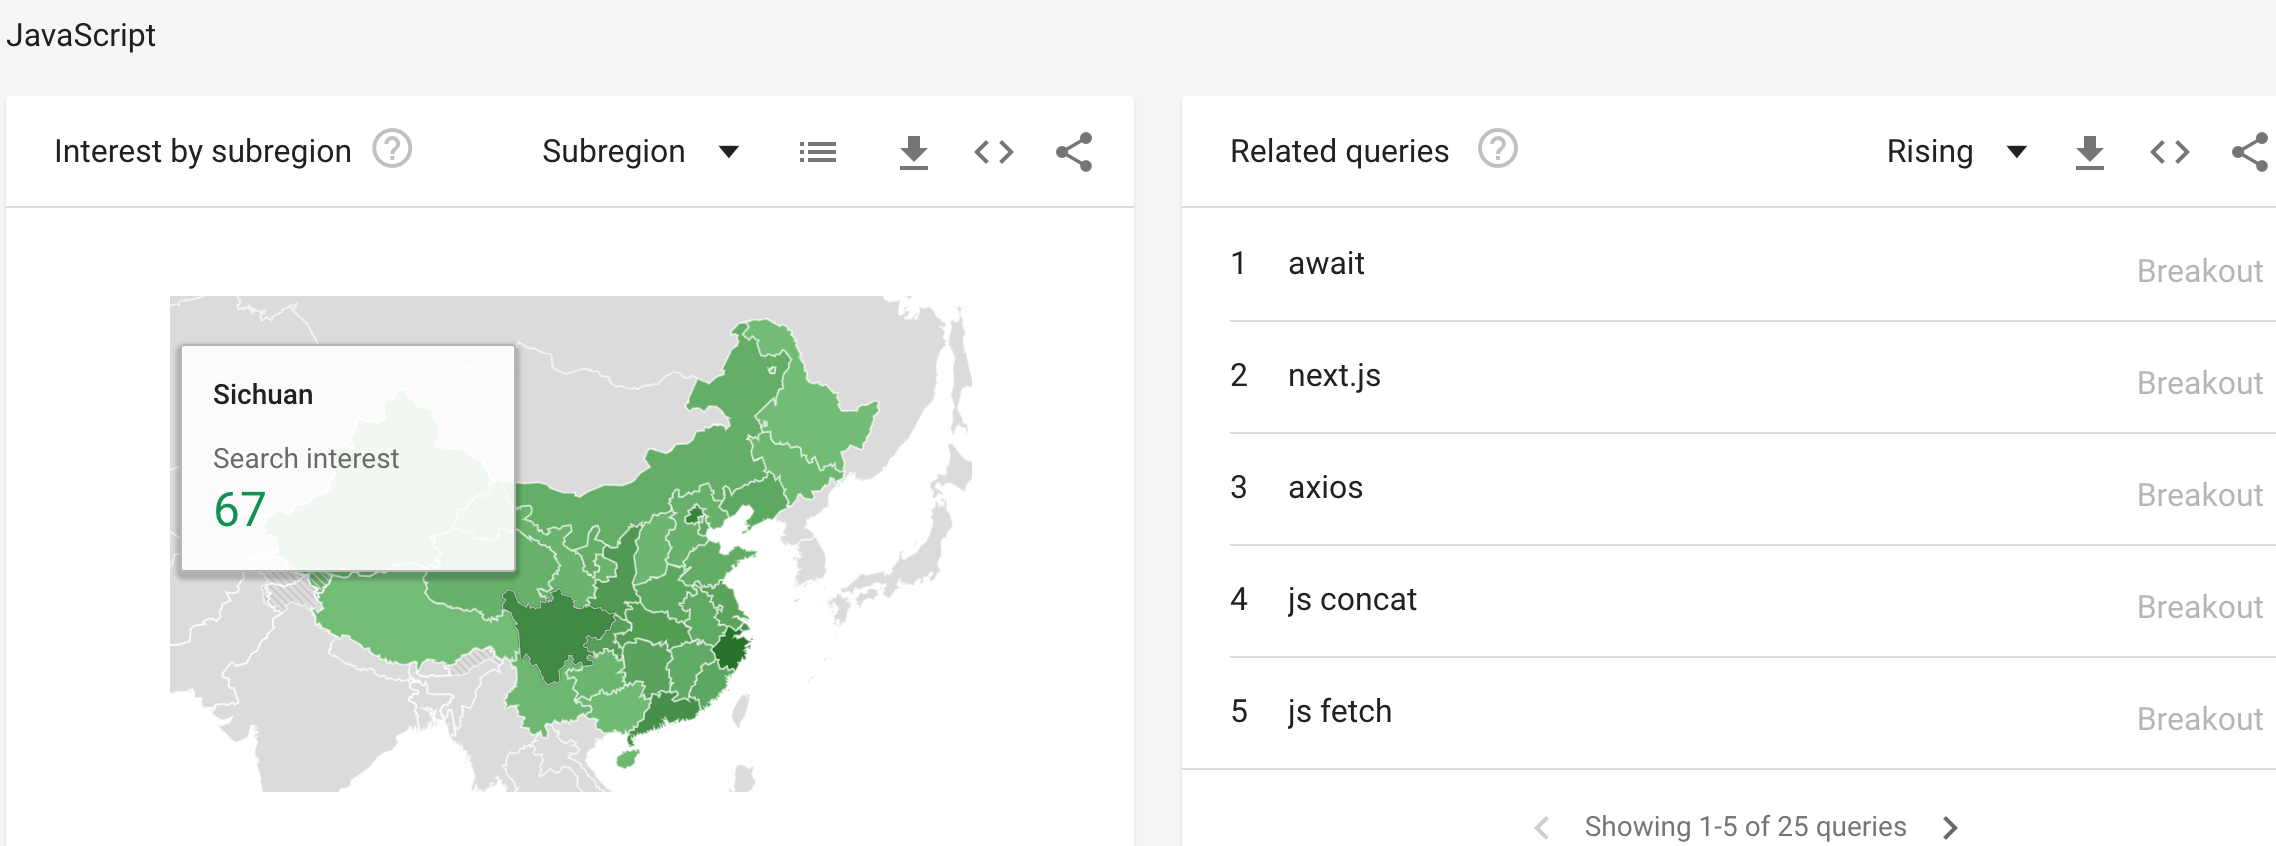 JavaScript
Interest by subregion
Subregion
Sichuan
Search interest
67
Related queries
Rising
1 await Breakout
2 next.js Breakout
3 axios Breakout
4 js concat Breakout
5 js fetch Breakout
Showing 1-5 of 25 queries